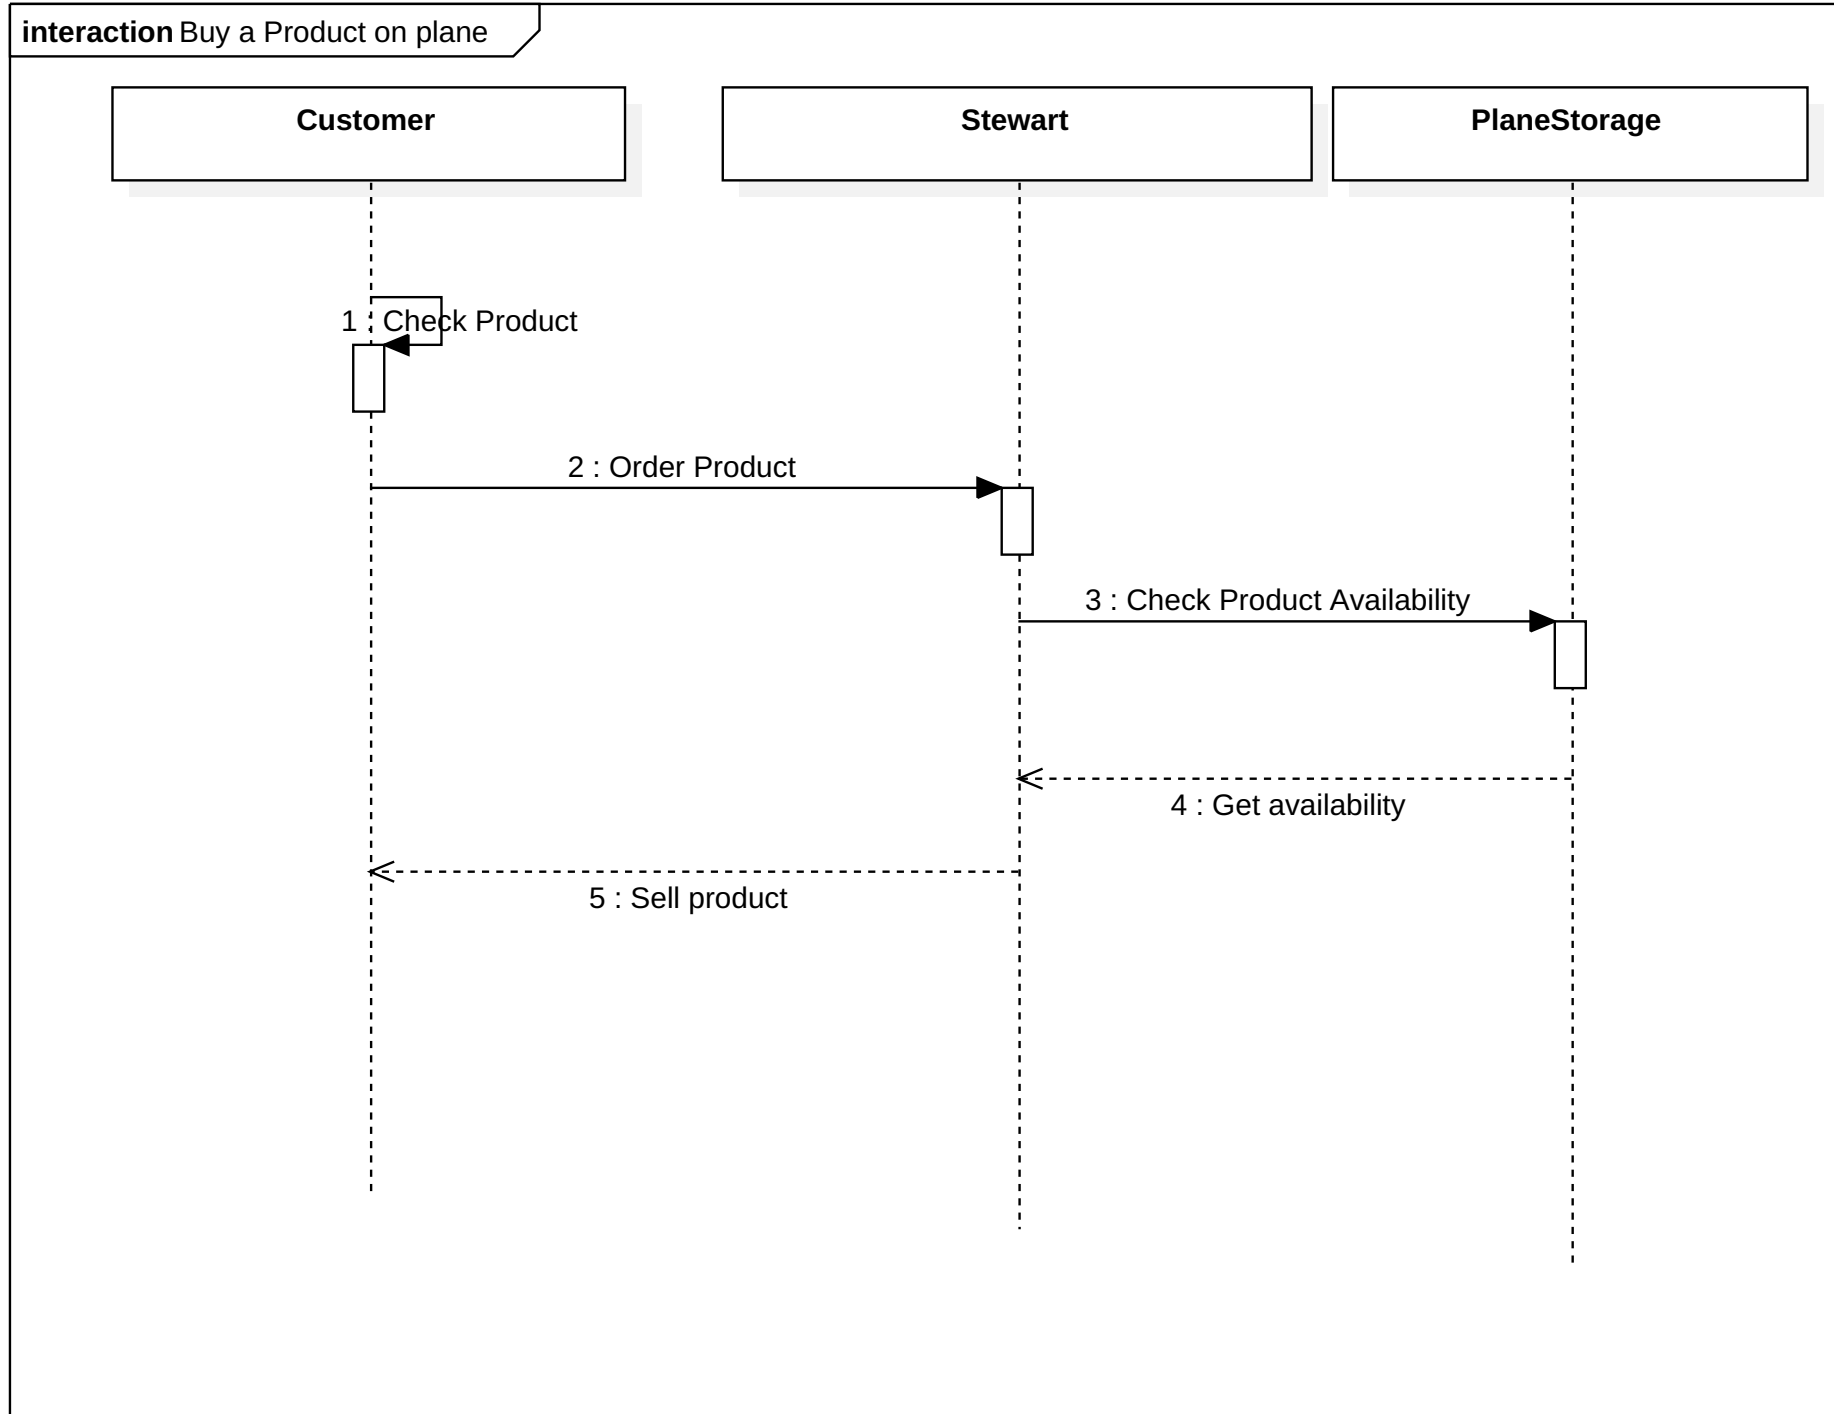 interaction Buy a Product on plane
Customer
Stewart
PlaneStorage
1 : Check Product
2 : Order Product
3 : Check Product Availability
4 : Get availability
5 : Sell product